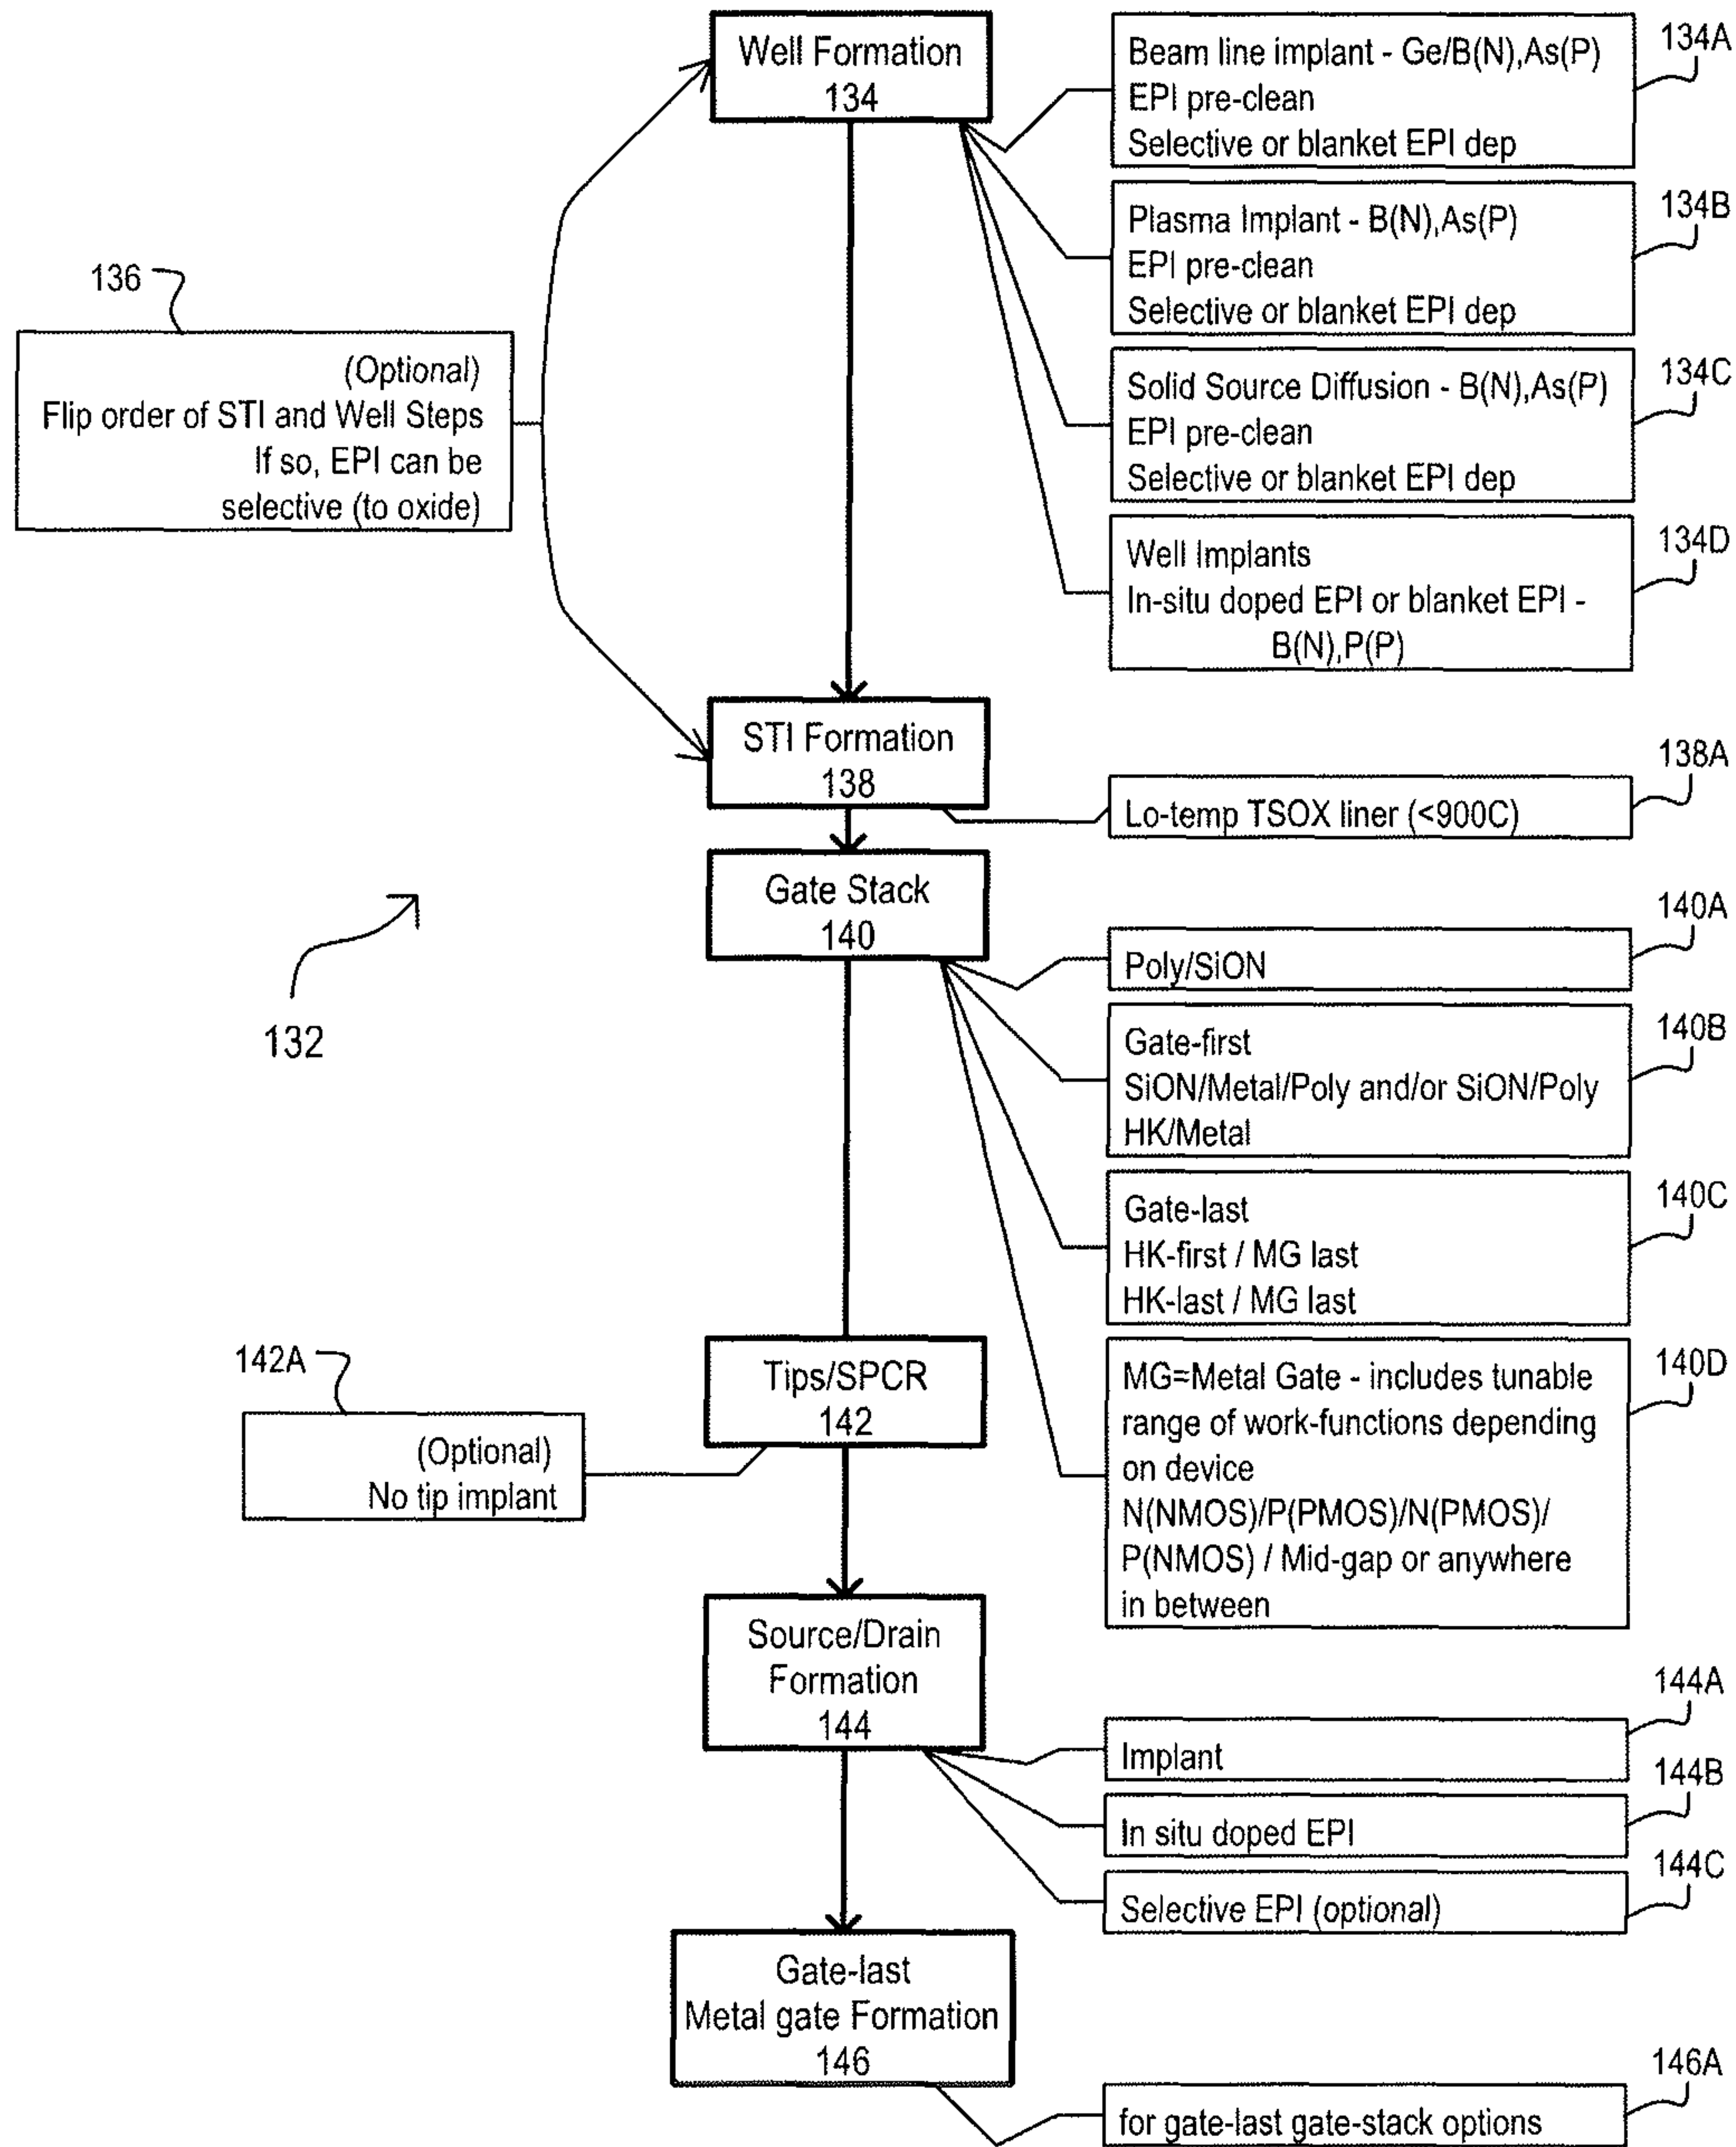 Well Formation
134
Beam line implant - Ge/B(N),As(P)
EPI pre-clean
Selective or blanket EPI dep
134A
Plasma Implant - B(N),As(P)
EPI pre-clean
Selective or blanket EPI dep
134B
136
(Optional)
Flip order of STI and Well Steps
If so, EPI can be
selective (to oxide)
Solid Source Diffusion - B(N),As(P)
EPI pre-clean
Selective or blanket EPI dep
134C
Well Implants
In-situ doped EPI or blanket EPI -
B(N),P(P)
134D
STI Formation
138
Lo-temp TSOX liner (<900C)
138A
132
Gate Stack
140
Poly/SiON
140A
Gate-first
SiON/Metal/Poly and/or SiON/Poly
HK/Metal
140B
Gate-last
HK-first / MG last
HK-last / MG last
140C
MG=Metal Gate - includes tunable
range of work-functions depending
on device
N(NMOS)/P(PMOS)/N(PMOS)/
P(NMOS) / Mid-gap or anywhere
in between
140D
Tips/SPCR
142
142A
(Optional)
No tip implant
Source/Drain
Formation
144
Implant
144A
In situ doped EPI
144B
Selective EPI (optional)
144C
Gate-last
Metal gate Formation
146
for gate-last gate-stack options
146A